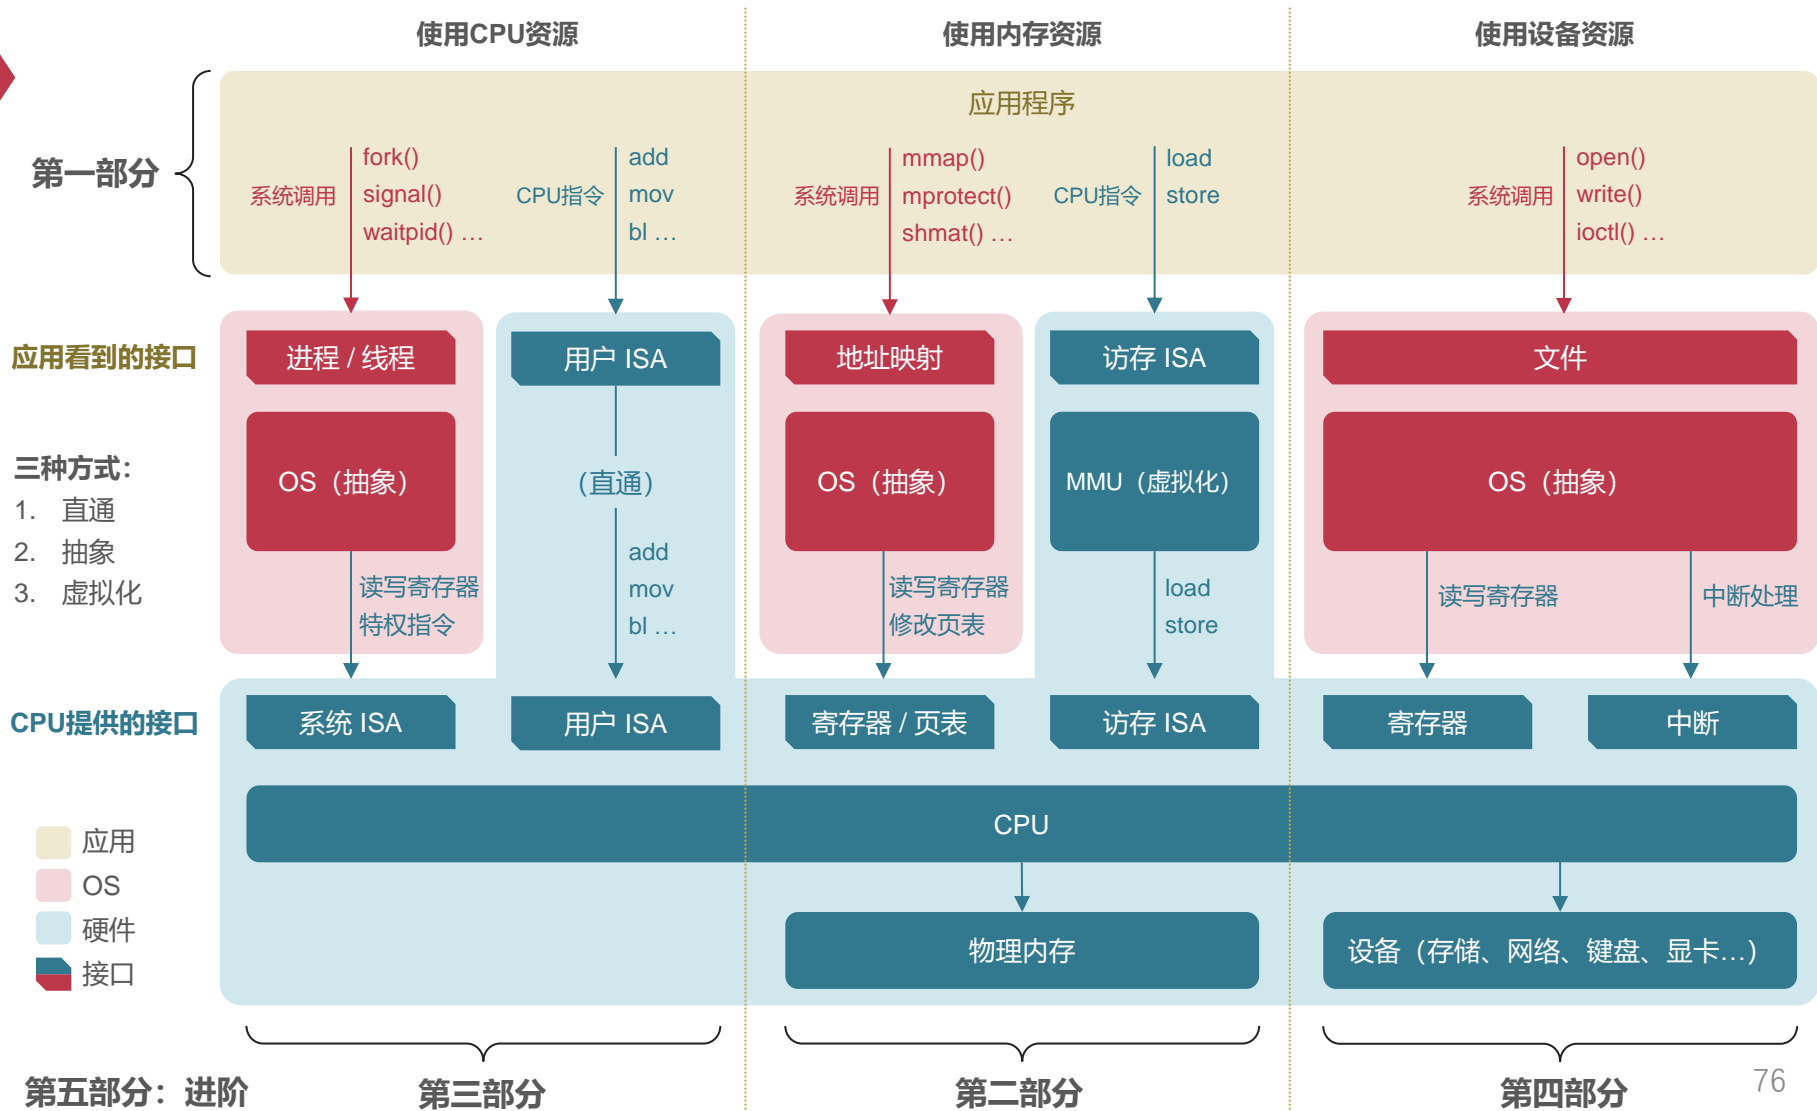 使用CPU资源
使用内存资源
使用设备资源
应用程序
第一部分
系统调用
fork()
signal()
waitpid() …
CPU指令
add
mov
bl …
系统调用
mmap()
mprotect()
shmat() …
CPU指令
load
store
系统调用
open()
write()
ioctl() …
应用看到的接口
进程 / 线程
用户 ISA
地址映射
访存 ISA
文件
三种方式：
1. 直通
2. 抽象
3. 虚拟化
OS（抽象）
（直通）
OS（抽象）
MMU（虚拟化）
OS（抽象）
读写寄存器
特权指令
add
mov
bl …
读写寄存器
修改页表
load
store
读写寄存器
中断处理
CPU提供的接口
系统 ISA
用户 ISA
寄存器 / 页表
访存 ISA
寄存器
中断
CPU
应用
OS
硬件
接口
物理内存
设备（存储、网络、键盘、显卡…）
第五部分：进阶
第三部分
第二部分
第四部分
76